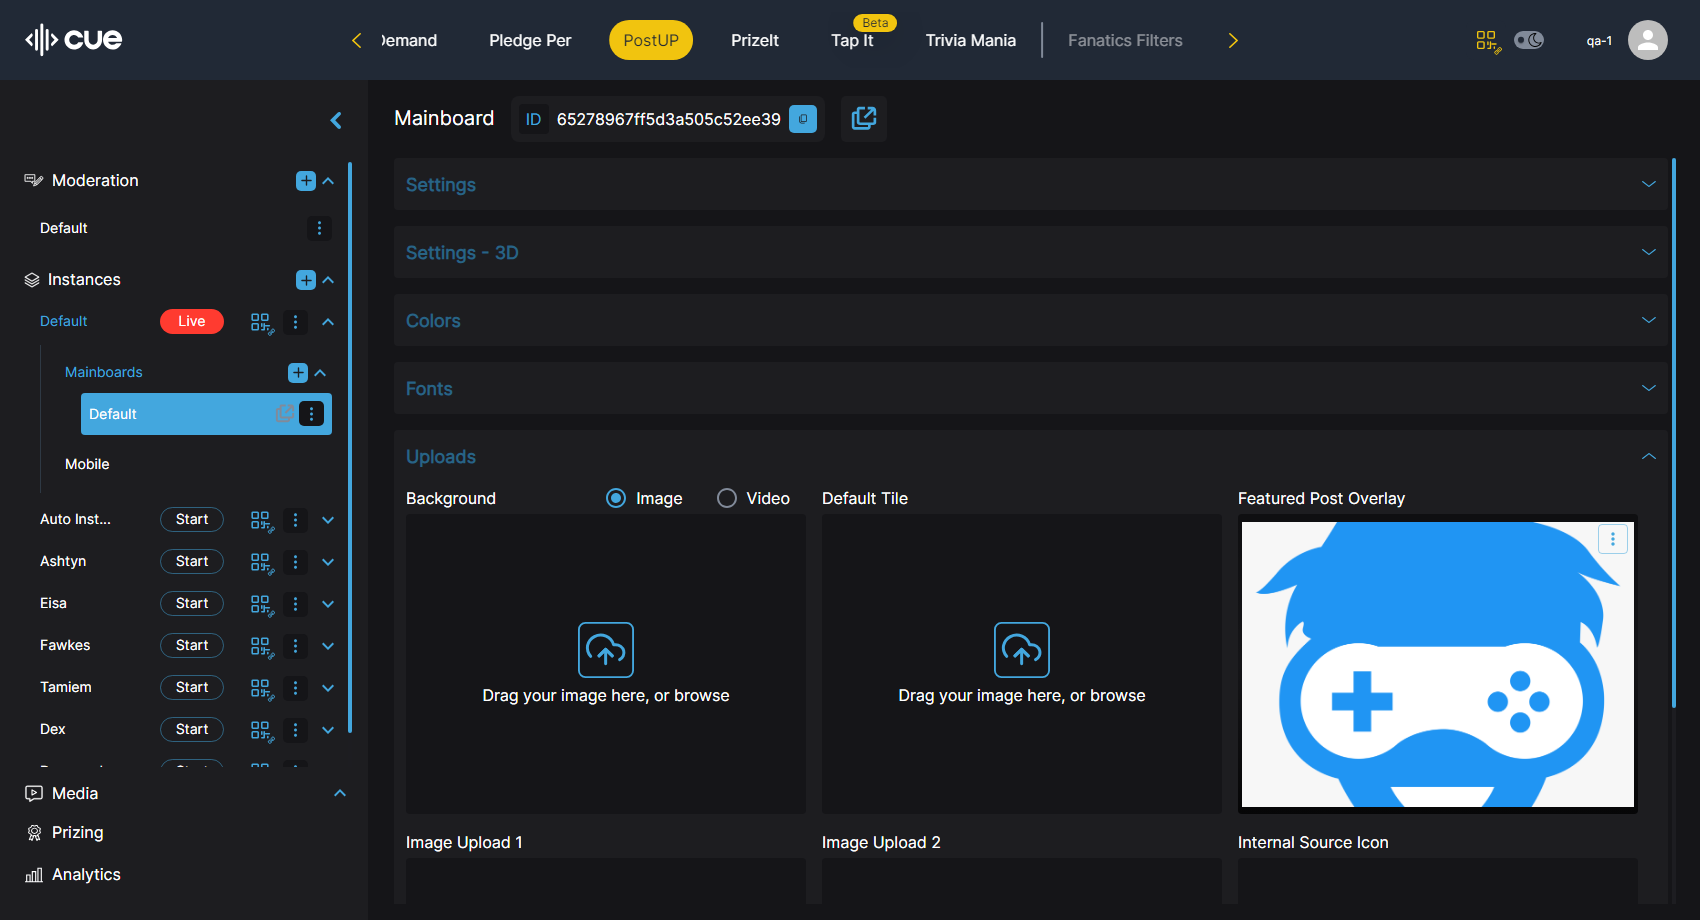 cue
Demand
Pledge Per
PostUP
PrizeIt
Beta
Tap It
Trivia Mania
Fanatics Filters
qa-1
Moderation
Default
Instances
Default
Live
Mainboards
Default
Mobile
Auto Inst...
Start
Ashtyn
Start
Eisa
Start
Fawkes
Start
Tamiem
Start
Dex
Start
Media
Prizing
Analytics
Mainboard
ID 65278967ff5d3a505c52ee39
Settings
Settings - 3D
Colors
Fonts
Uploads
Background
Image
Video
Default Tile
Featured Post Overlay
Drag your image here, or browse
Drag your image here, or browse
Image Upload 1
Image Upload 2
Internal Source Icon